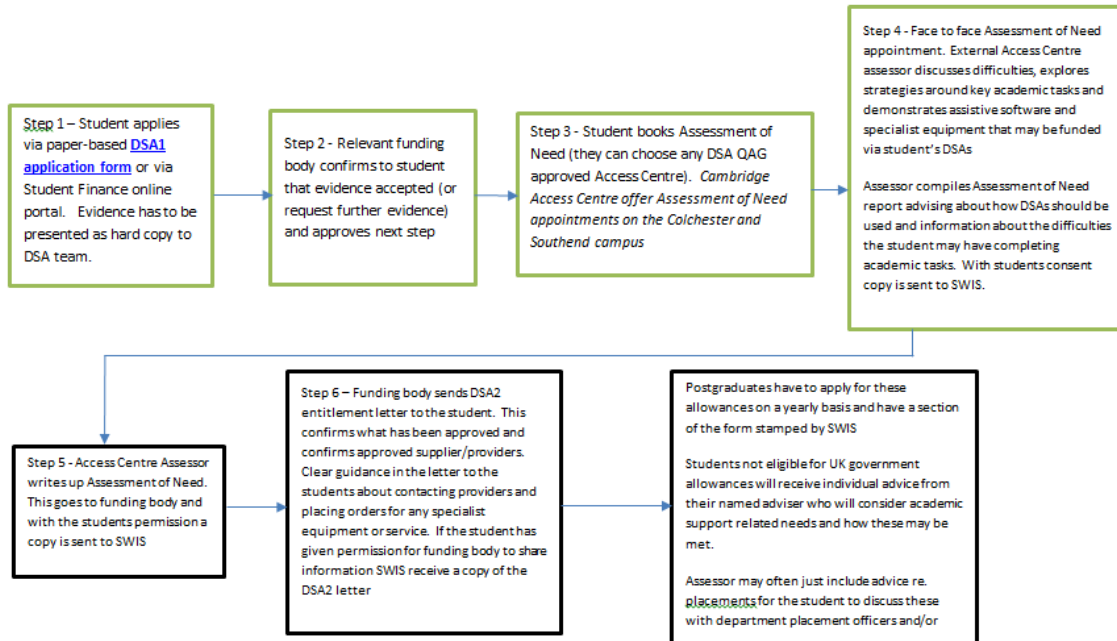 Step 1 – Student applies
via paper-based DSA1
application form or via
Student Finance online
portal. Evidence has to be
presented as hard copy to
DSA team.
Step 2 - Relevant funding
body confirms to student
that evidence accepted (or
request further evidence)
and approves next step
Step 3 - Student books Assessment of
Need (they can choose any DSA QAG
approved Access Centre). Cambridge
Access Centre offer Assessment of Need
appointments on the Colchester and
Southend campus
Step 4 - Face to face Assessment of Need
appointment. External Access Centre
assessor discusses difficulties, explores
strategies around key academic tasks and
demonstrates assistive software and
specialist equipment that may be funded
via student's DSAs
Assessor compiles Assessment of Need
report advising about how DSAs should be
used and information about the difficulties
the student may have completing
academic tasks. With students consent
copy is sent to SWIS.
Step 5 - Access Centre Assessor
writes up Assessment of Need.
This goes to funding body and
with the students permission a
copy is sent to SWIS
Step 6 – Funding body sends DSA2
entitlement letter to the student. This
confirms what has been approved and
confirms approved supplier/providers.
Clear guidance in the letter to the
students about contacting providers and
placing orders for any specialist
equipment or service. If the student has
given permission for funding body to share
information SWIS receive a copy of the
DSA2 letter
Postgraduates have to apply for these
allowances on a yearly basis and have a section
of the form stamped by SWIS
Students not eligible for UK government
allowances will receive individual advice from
their named adviser who will consider academic
support related needs and how these may be
met.
Assessor may often just include advice re.
placements for the student to discuss these
with department placement officers and/or